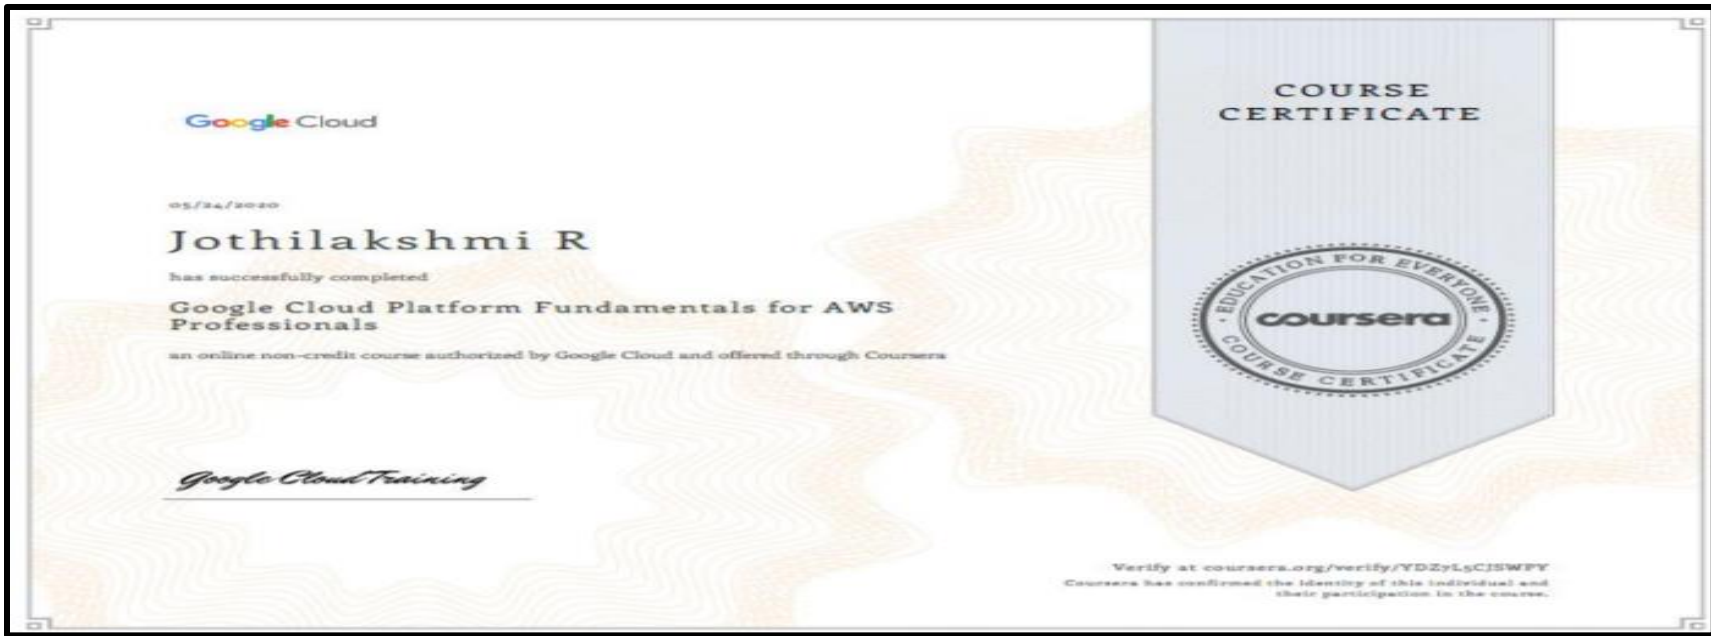 Google Cloud
05/24/2020
Jothilakshmi R
has successfully completed
Google Cloud Platform Fundamentals for AWS
Professionals
an online non-credit course authorized by Google Cloud and offered through Coursera
Google Cloud Training
COURSE
CERTIFICATE
EDUCATION FOR EVERYONE
coursera
COURSE CERTIFICATE
Verify at coursera.org/verify/YDZ7L5CJSWPY
Coursera has confirmed the identity of this individual and
their participation in the course.